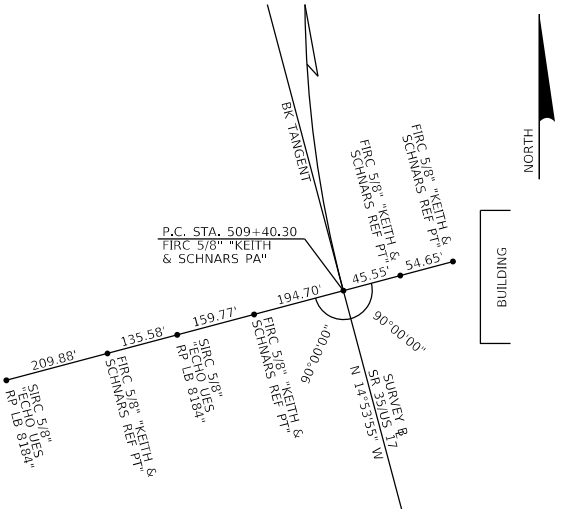 BK TANGENT
NORTH
FIRC 5/8" "KEITH &
SCHNARS REF PT"
FIRC 5/8" "KEITH &
SCHNARS REF PT"
P.C. STA. 509+40.30
FIRC 5/8" "KEITH
& SCHNARS PA"
BUILDING
209.88'
135.58'
159.77'
194.70'
45.55'
54.65'
90°00'00"
90°00'00"
SIRC 5/8"
"ECHO UES
RP LB 8184"
FIRC 5/8" "KEITH &
SCHNARS REF PT"
SIRC 5/8"
"ECHO UES
RP LB 8184"
FIRC 5/8" "KEITH &
SCHNARS REF PT"
SURVEY
SR 35/US 17
N 14°53'55" W